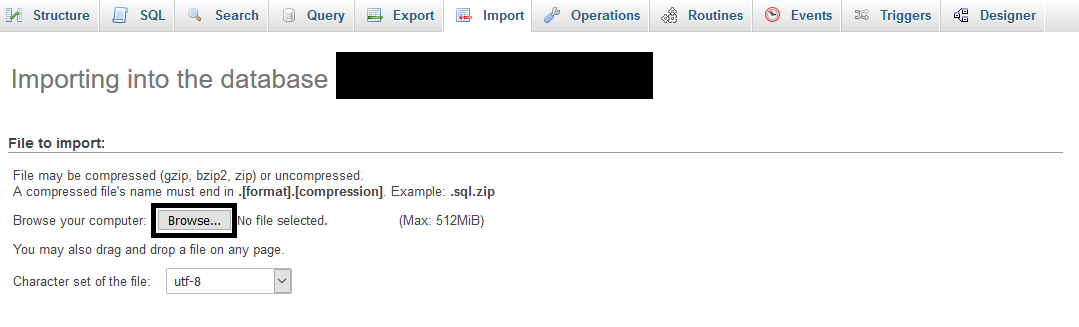 Structure SQL Search Query Export Import Operations Routines Events Triggers Designer
Importing into the database
File to import:
File may be compressed (gzip, bzip2, zip) or uncompressed.
A compressed file's name must end in .[format].[compression]. Example: .sql.zip
Browse your computer: Browse... No file selected. (Max: 512MiB)
You may also drag and drop a file on any page.
Character set of the file: utf-8